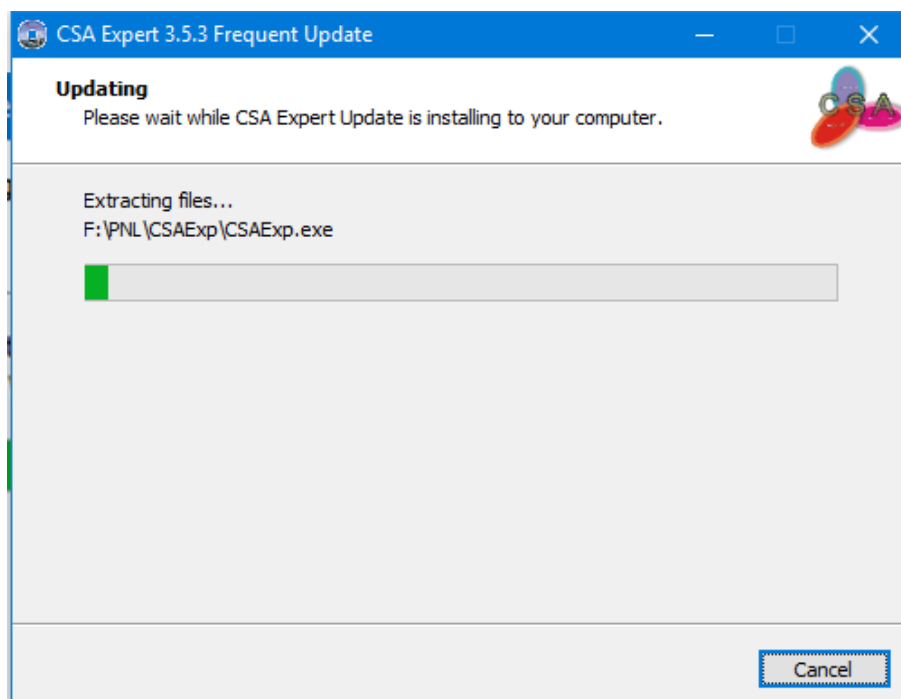 CSA Expert 3.5.3 Frequent Update
Updating
Please wait while CSA Expert Update is installing to your computer.
CSA
Extracting files...
F:\PNL\CSAExp\CSAExp.exe
Cancel